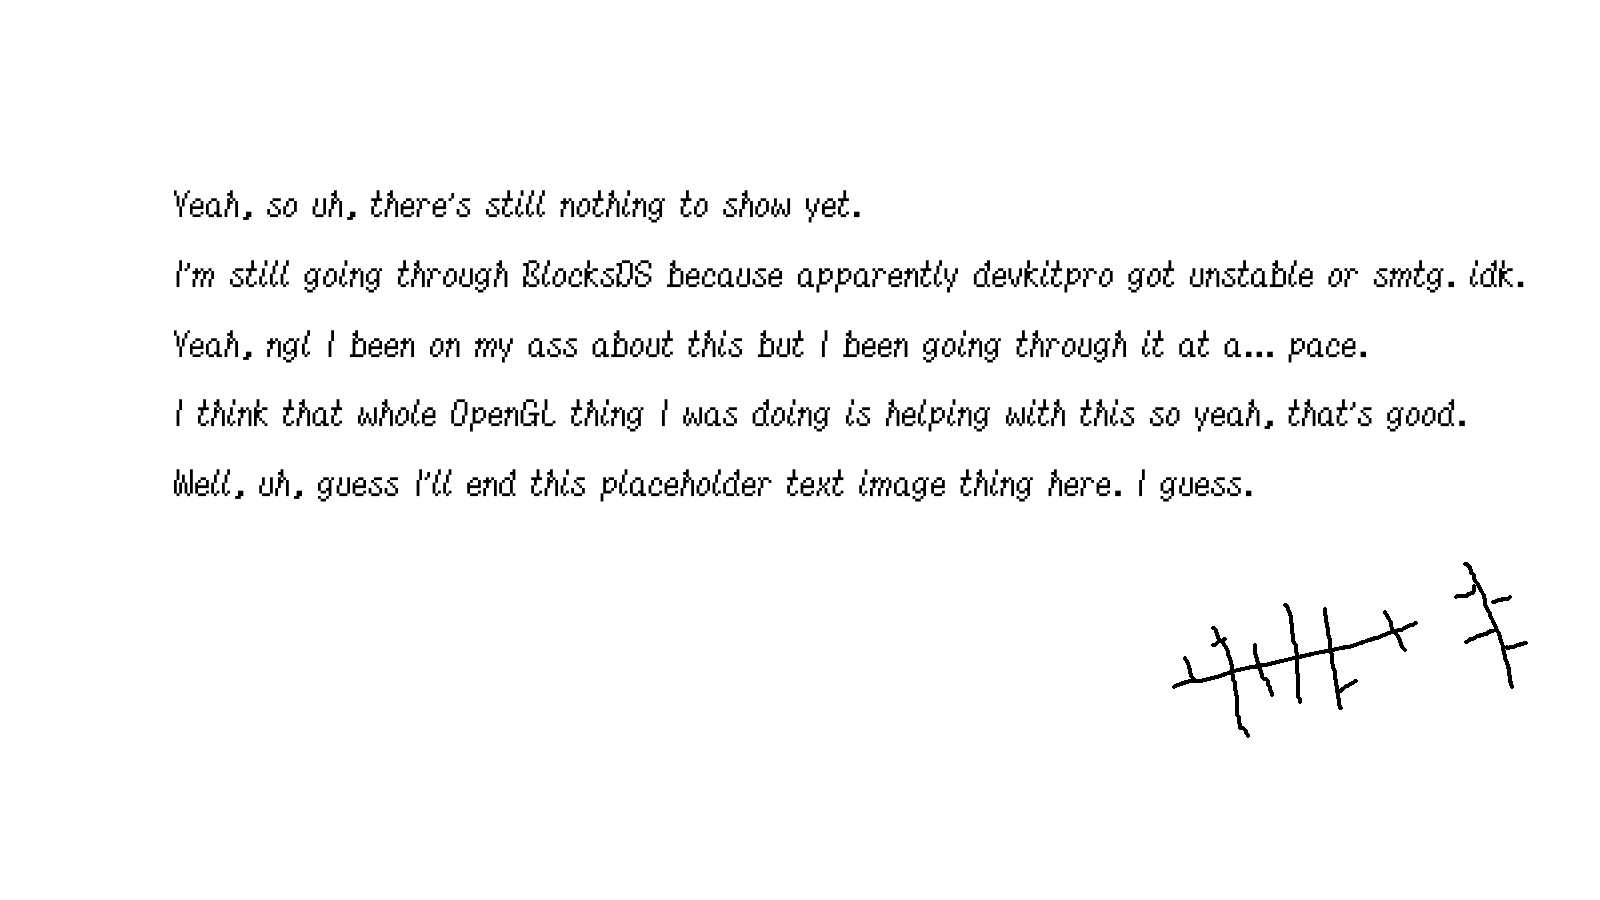 Yeah, so uh, there's still nothing to show yet.
I'm still going through BlocksDS because apparently devkitpro got unstable or smtg. idk.
Yeah, ngl I been on my ass about this but I been going through it at a... pace.
I think that whole OpenGL thing I was doing is helping with this so yeah, that's good.
Well, uh, guess I'll end this placeholder text image thing here. I guess.